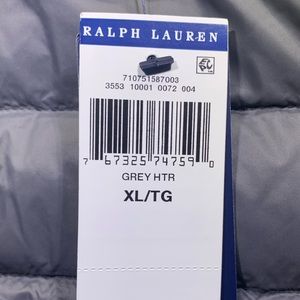 RALPH LAUREN
710751587003
3553 10001 0072 004
7 67325 74759 0
GREY HTR
XL/TG